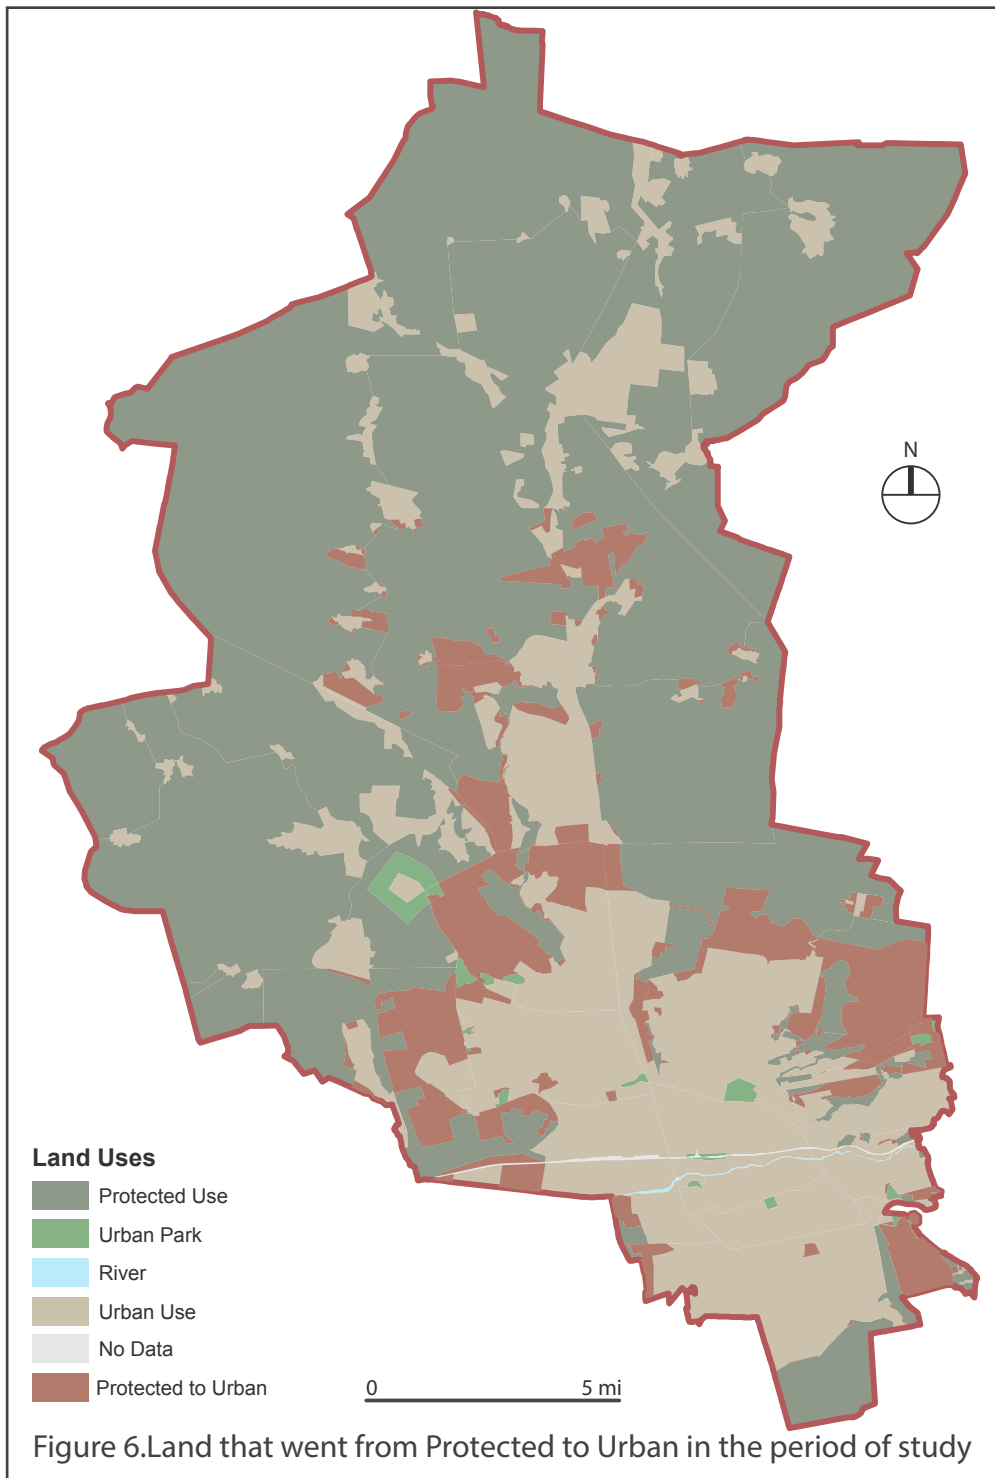 N
Land Uses
Protected Use
Urban Park
River
Urban Use
No Data
Protected to Urban
0 5 mi
Figure 6.Land that went from Protected to Urban in the period of study